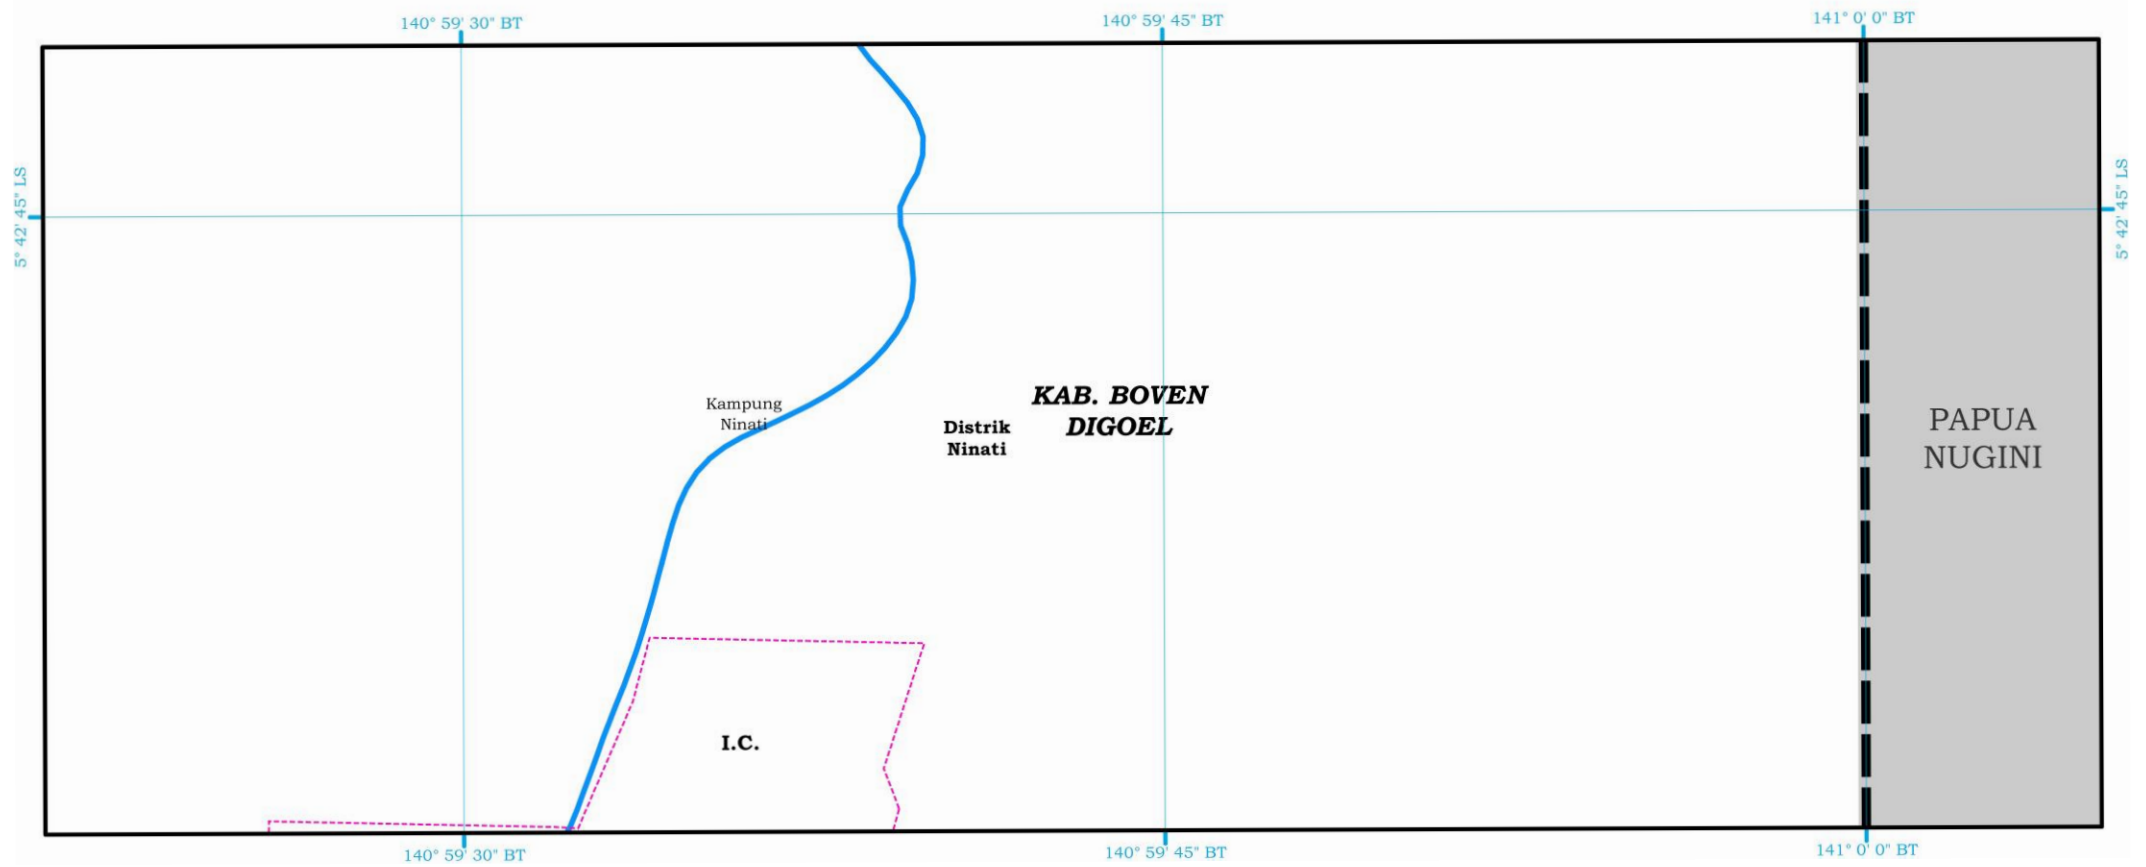 140° 59' 30" BT
140° 59' 45" BT
141° 0' 0" BT
5° 42' 45" LS
5° 42' 45" LS
Kampung
Ninati
Distrik
Ninati
KAB. BOVEN
DIGOEL
PAPUA
NUGINI
I.C.
140° 59' 30" BT
140° 59' 45" BT
141° 0' 0" BT